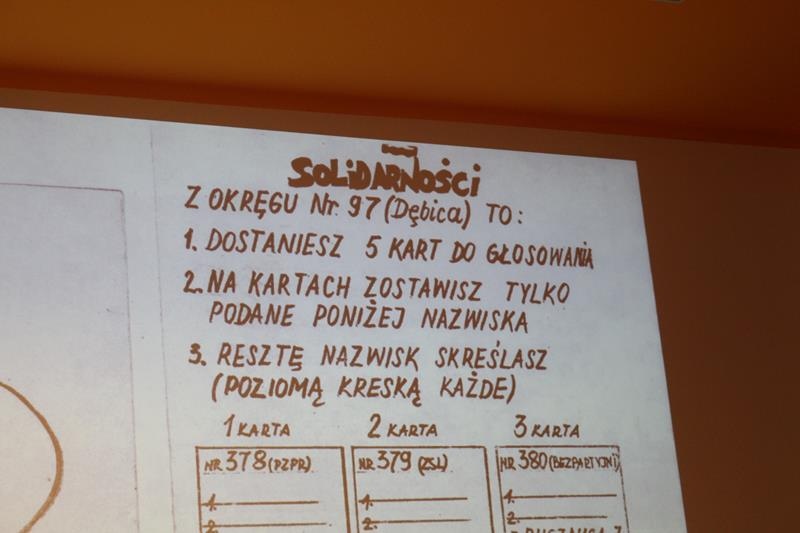 SOLIDARNOŚCI
Z OKRĘGU Nr. 97 (Dębica) TO:
1. DOSTANIESZ 5 KART DO GŁOSOWANIA
2. NA KARTACH ZOSTAWISZ TYLKO
PODANE PONIŻEJ NAZWISKA
3. RESZTĘ NAZWISK SKREŚLASZ
(POZIOMĄ KRESKĄ KAŻDE)
1 KARTA 2 KARTA 3 KARTA
NR 378 (PZPR) NR 379 (ZSL) NR 380 (BEZPARTYJNI)
1. 1. 1.
2. 2. 2.